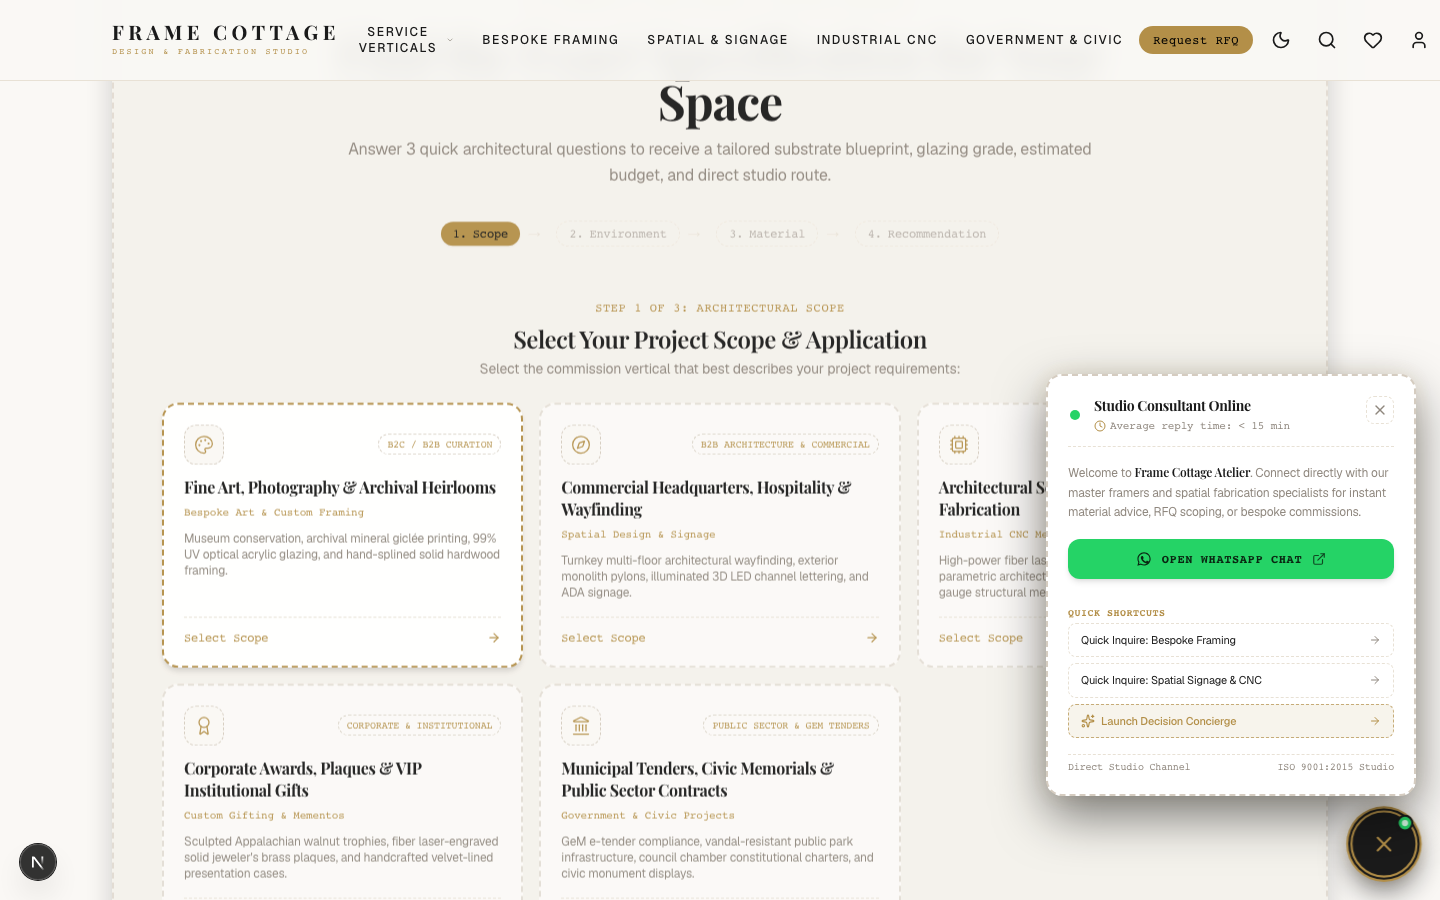 FRAME COTTAGE
DESIGN & FABRICATION STUDIO
SERVICE
VERTICALS
BESPOKE FRAMING
SPATIAL & SIGNAGE
INDUSTRIAL CNC
GOVERNMENT & CIVIC
Request RFQ
Space
Answer 3 quick architectural questions to receive a tailored substrate blueprint, glazing grade, estimated
budget, and direct studio route.
1. Scope
2. Environment
3. Material
4. Recommendation
STEP 1 OF 3: ARCHITECTURAL SCOPE
Select Your Project Scope & Application
Select the commission vertical that best describes your project requirements:
B2C / B2B CURATION
Fine Art, Photography & Archival Heirlooms
Bespoke Art & Custom Framing
Museum conservation, archival mineral giclée printing, 99%
UV optical acrylic glazing, and hand-splined solid hardwood
framing.
Select Scope
B2B ARCHITECTURE & COMMERCIAL
Commercial Headquarters, Hospitality &
Wayfinding
Spatial Design & Signage
Turnkey multi-floor architectural wayfinding, exterior
monolith pylons, illuminated 3D LED channel lettering, and
ADA signage.
Select Scope
Architectural S
Fabrication
Industrial CNC Me
High-power fiber las
parametric architect
gauge structural me
Select Scope
CORPORATE & INSTITUTIONAL
Corporate Awards, Plaques & VIP
Institutional Gifts
Custom Gifting & Mementos
Sculpted Appalachian walnut trophies, fiber laser-engraved
solid jeweler's brass plaques, and handcrafted velvet-lined
presentation cases.
PUBLIC SECTOR & GEM TENDERS
Municipal Tenders, Civic Memorials &
Public Sector Contracts
Government & Civic Projects
GeM e-tender compliance, vandal-resistant public park
infrastructure, council chamber constitutional charters, and
civic monument displays.
Studio Consultant Online
Average reply time: < 15 min
Welcome to Frame Cottage Atelier. Connect directly with our
master framers and spatial fabrication specialists for instant
material advice, RFQ scoping, or bespoke commissions.
OPEN WHATSAPP CHAT
QUICK SHORTCUTS
Quick Inquire: Bespoke Framing
Quick Inquire: Spatial Signage & CNC
Launch Decision Concierge
Direct Studio Channel
ISO 9001:2015 Studio
N